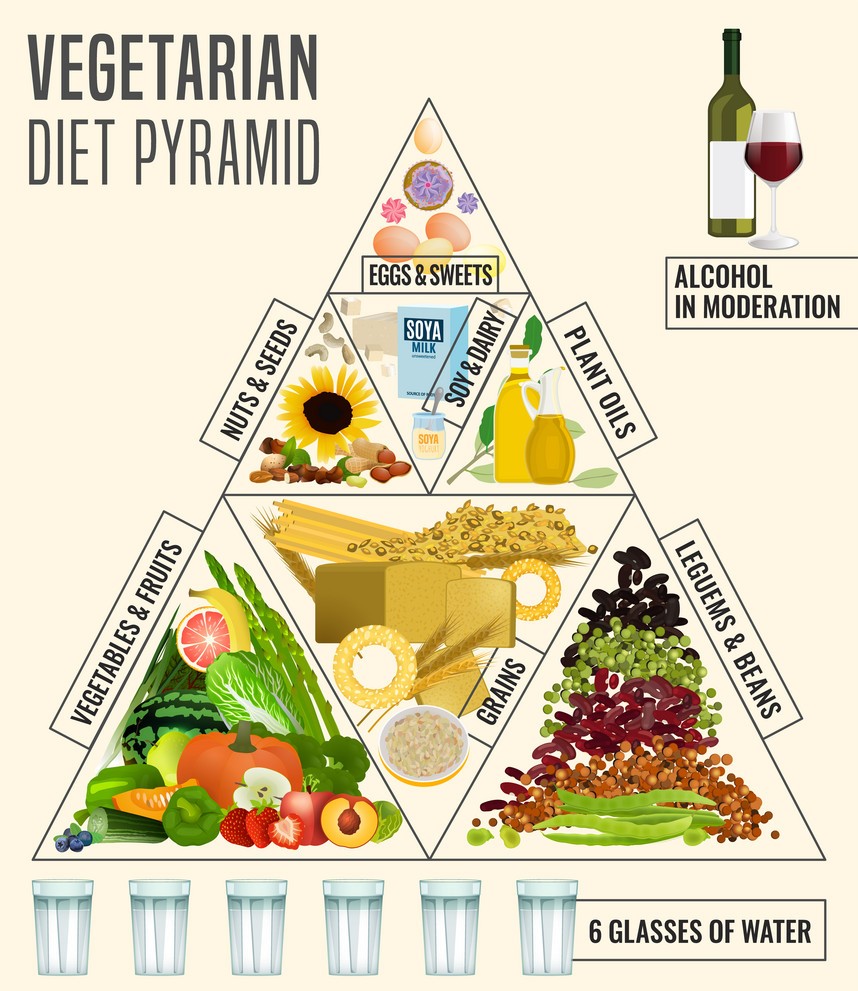 VEGETARIAN
DIET PYRAMID
ALCOHOL
IN MODERATION
EGGS & SWEETS
NUTS & SEEDS
SOYA
MILK
unsweetened
SOY & DAIRY
PLANT OILS
SOYA
VEGETABLES & FRUITS
GRAINS
LEGUEMS & BEANS
6 GLASSES OF WATER